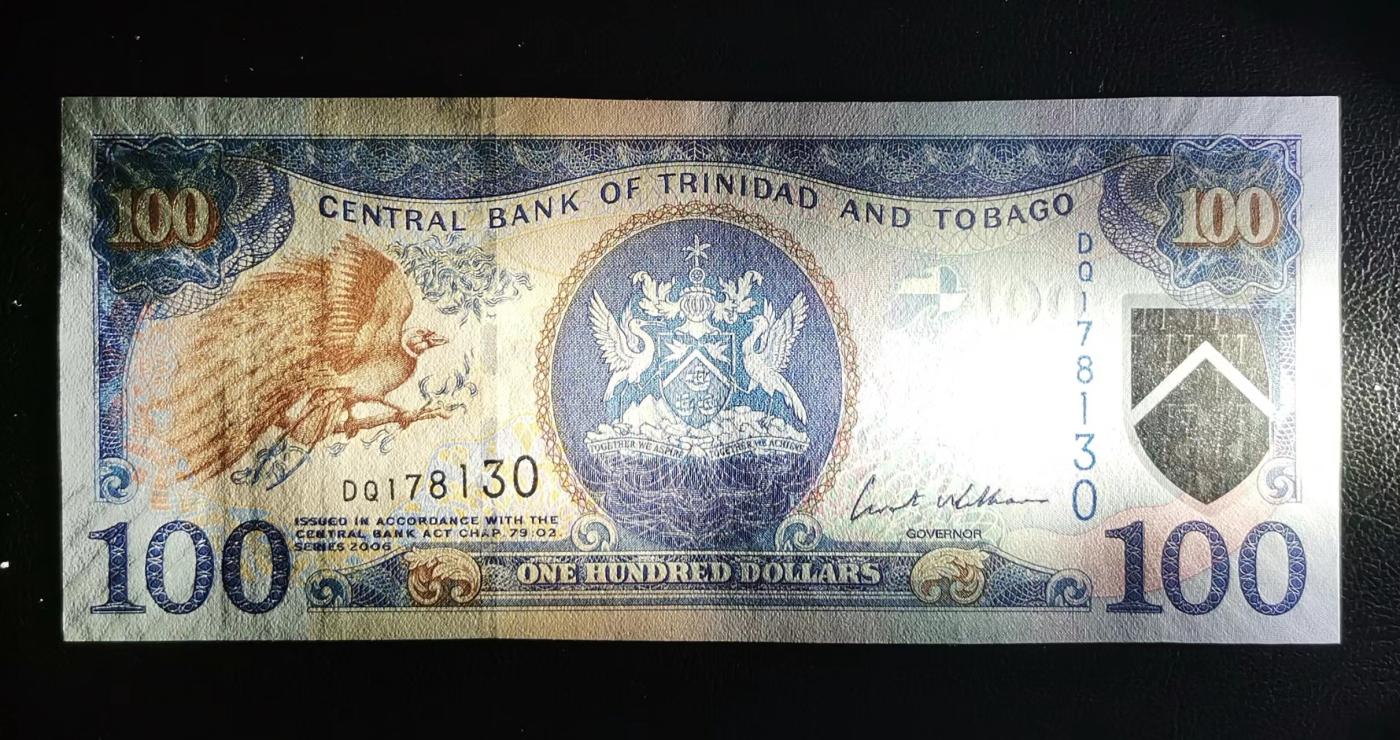 CENTRAL BANK OF TRINIDAD AND TOBAGO
100
100
100
DQ178130
TOGETHER WE ASPIRE TOGETHER WE ACHIEVE
DQ178130
ISSUED IN ACCORDANCE WITH THE
CENTRAL BANK ACT CHAP. 79:02.
SERIES 2006
GOVERNOR
100
ONE HUNDRED DOLLARS
100